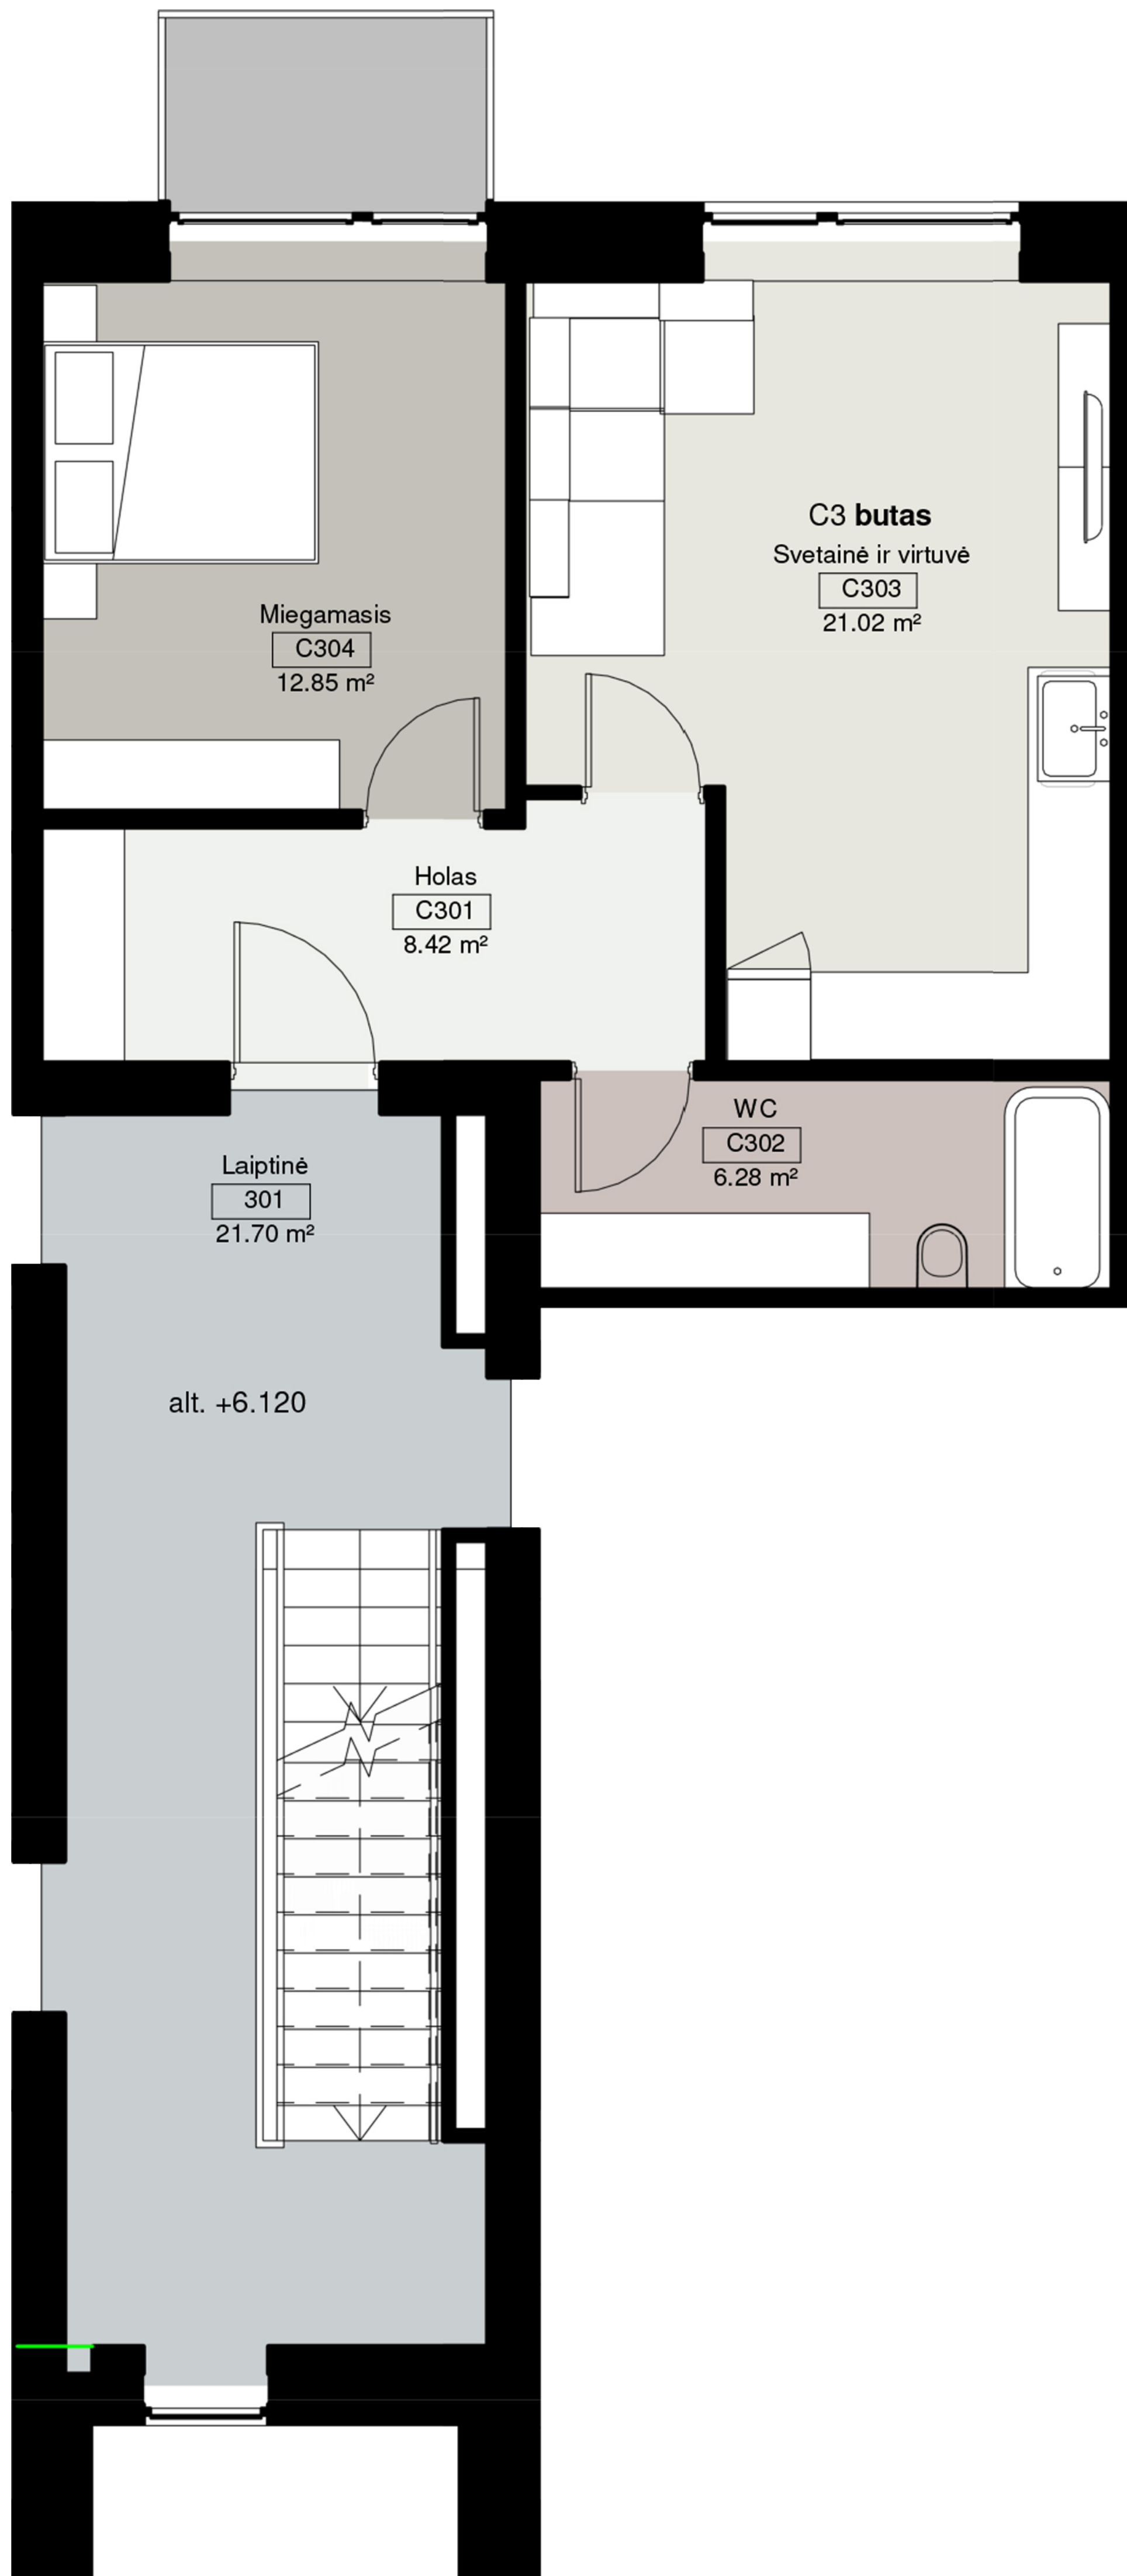 C3 butas
Svetainė ir virtuvė
C303
21.02 m²
Miegamasis
C304
12.85 m²
Holas
C301
8.42 m²
WC
C302
6.28 m²
Laiptinė
301
21.70 m²
alt. +6.120